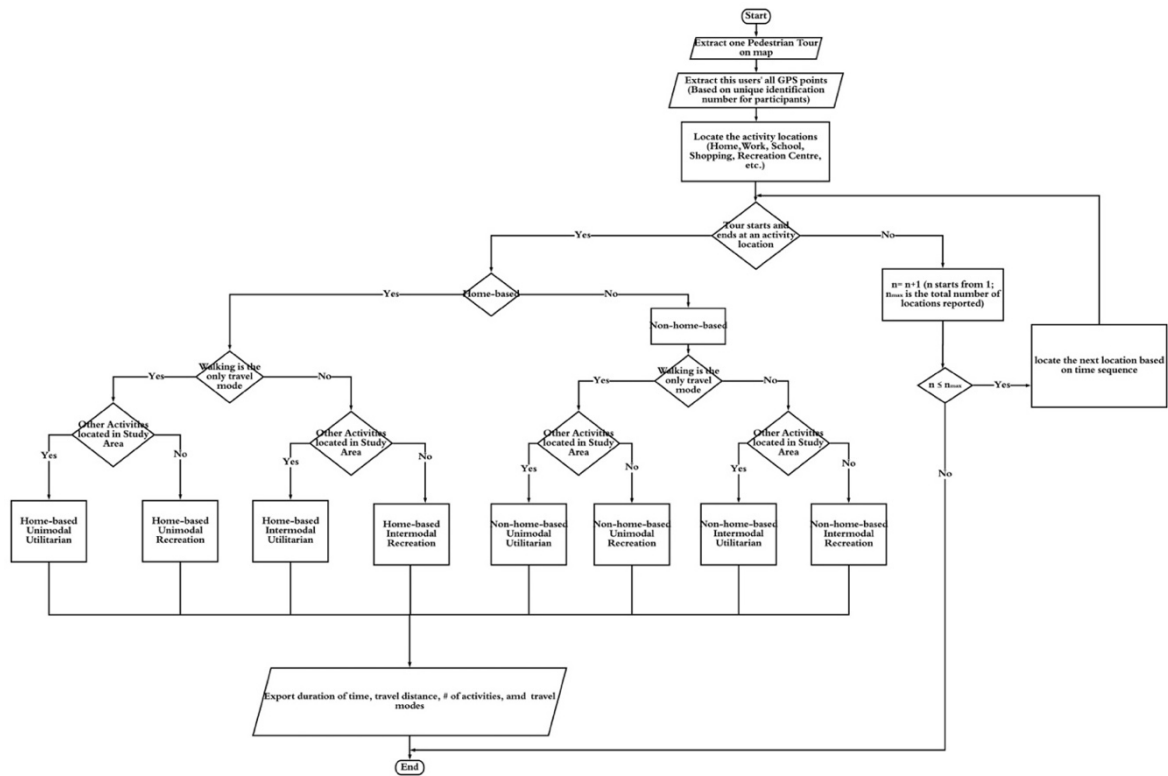 Start
Extract one Pedestrian Tour
on map
Extract this users' all GPS points
(Based on unique identification
number for participants)
Locate the activity locations
(Home,Work, School,
Shopping, Recreation Centre,
etc.)
Tour starts and
ends at an activity
location
Yes
No
Home-based
Yes
No
n= n+1 (n starts from 1;
nmax is the total number of
locations reported)
Non-home-based
locate the next location based
on time sequence
Walking is the
only travel
mode
Yes
No
Walking is the
only travel
mode
Yes
No
n ≤ nmax
Yes
No
Other Activities
located in Study
Area
Yes
No
Other Activities
located in Study
Area
Yes
No
Other Activities
located in Study
Area
Yes
No
Other Activities
located in Study
Area
Yes
No
Home-based
Unimodal
Utilitarian
Home-based
Unimodal
Recreation
Home-based
Intermodal
Utilitarian
Home-based
Intermodal
Recreation
Non-home-based
Unimodal
Utilitarian
Non-home-based
Unimodal
Recreation
Non-home-based
Intermodal
Utilitarian
Non-home-based
Intermodal
Recreation
Export duration of time, travel distance, # of activities, amd travel
modes
End